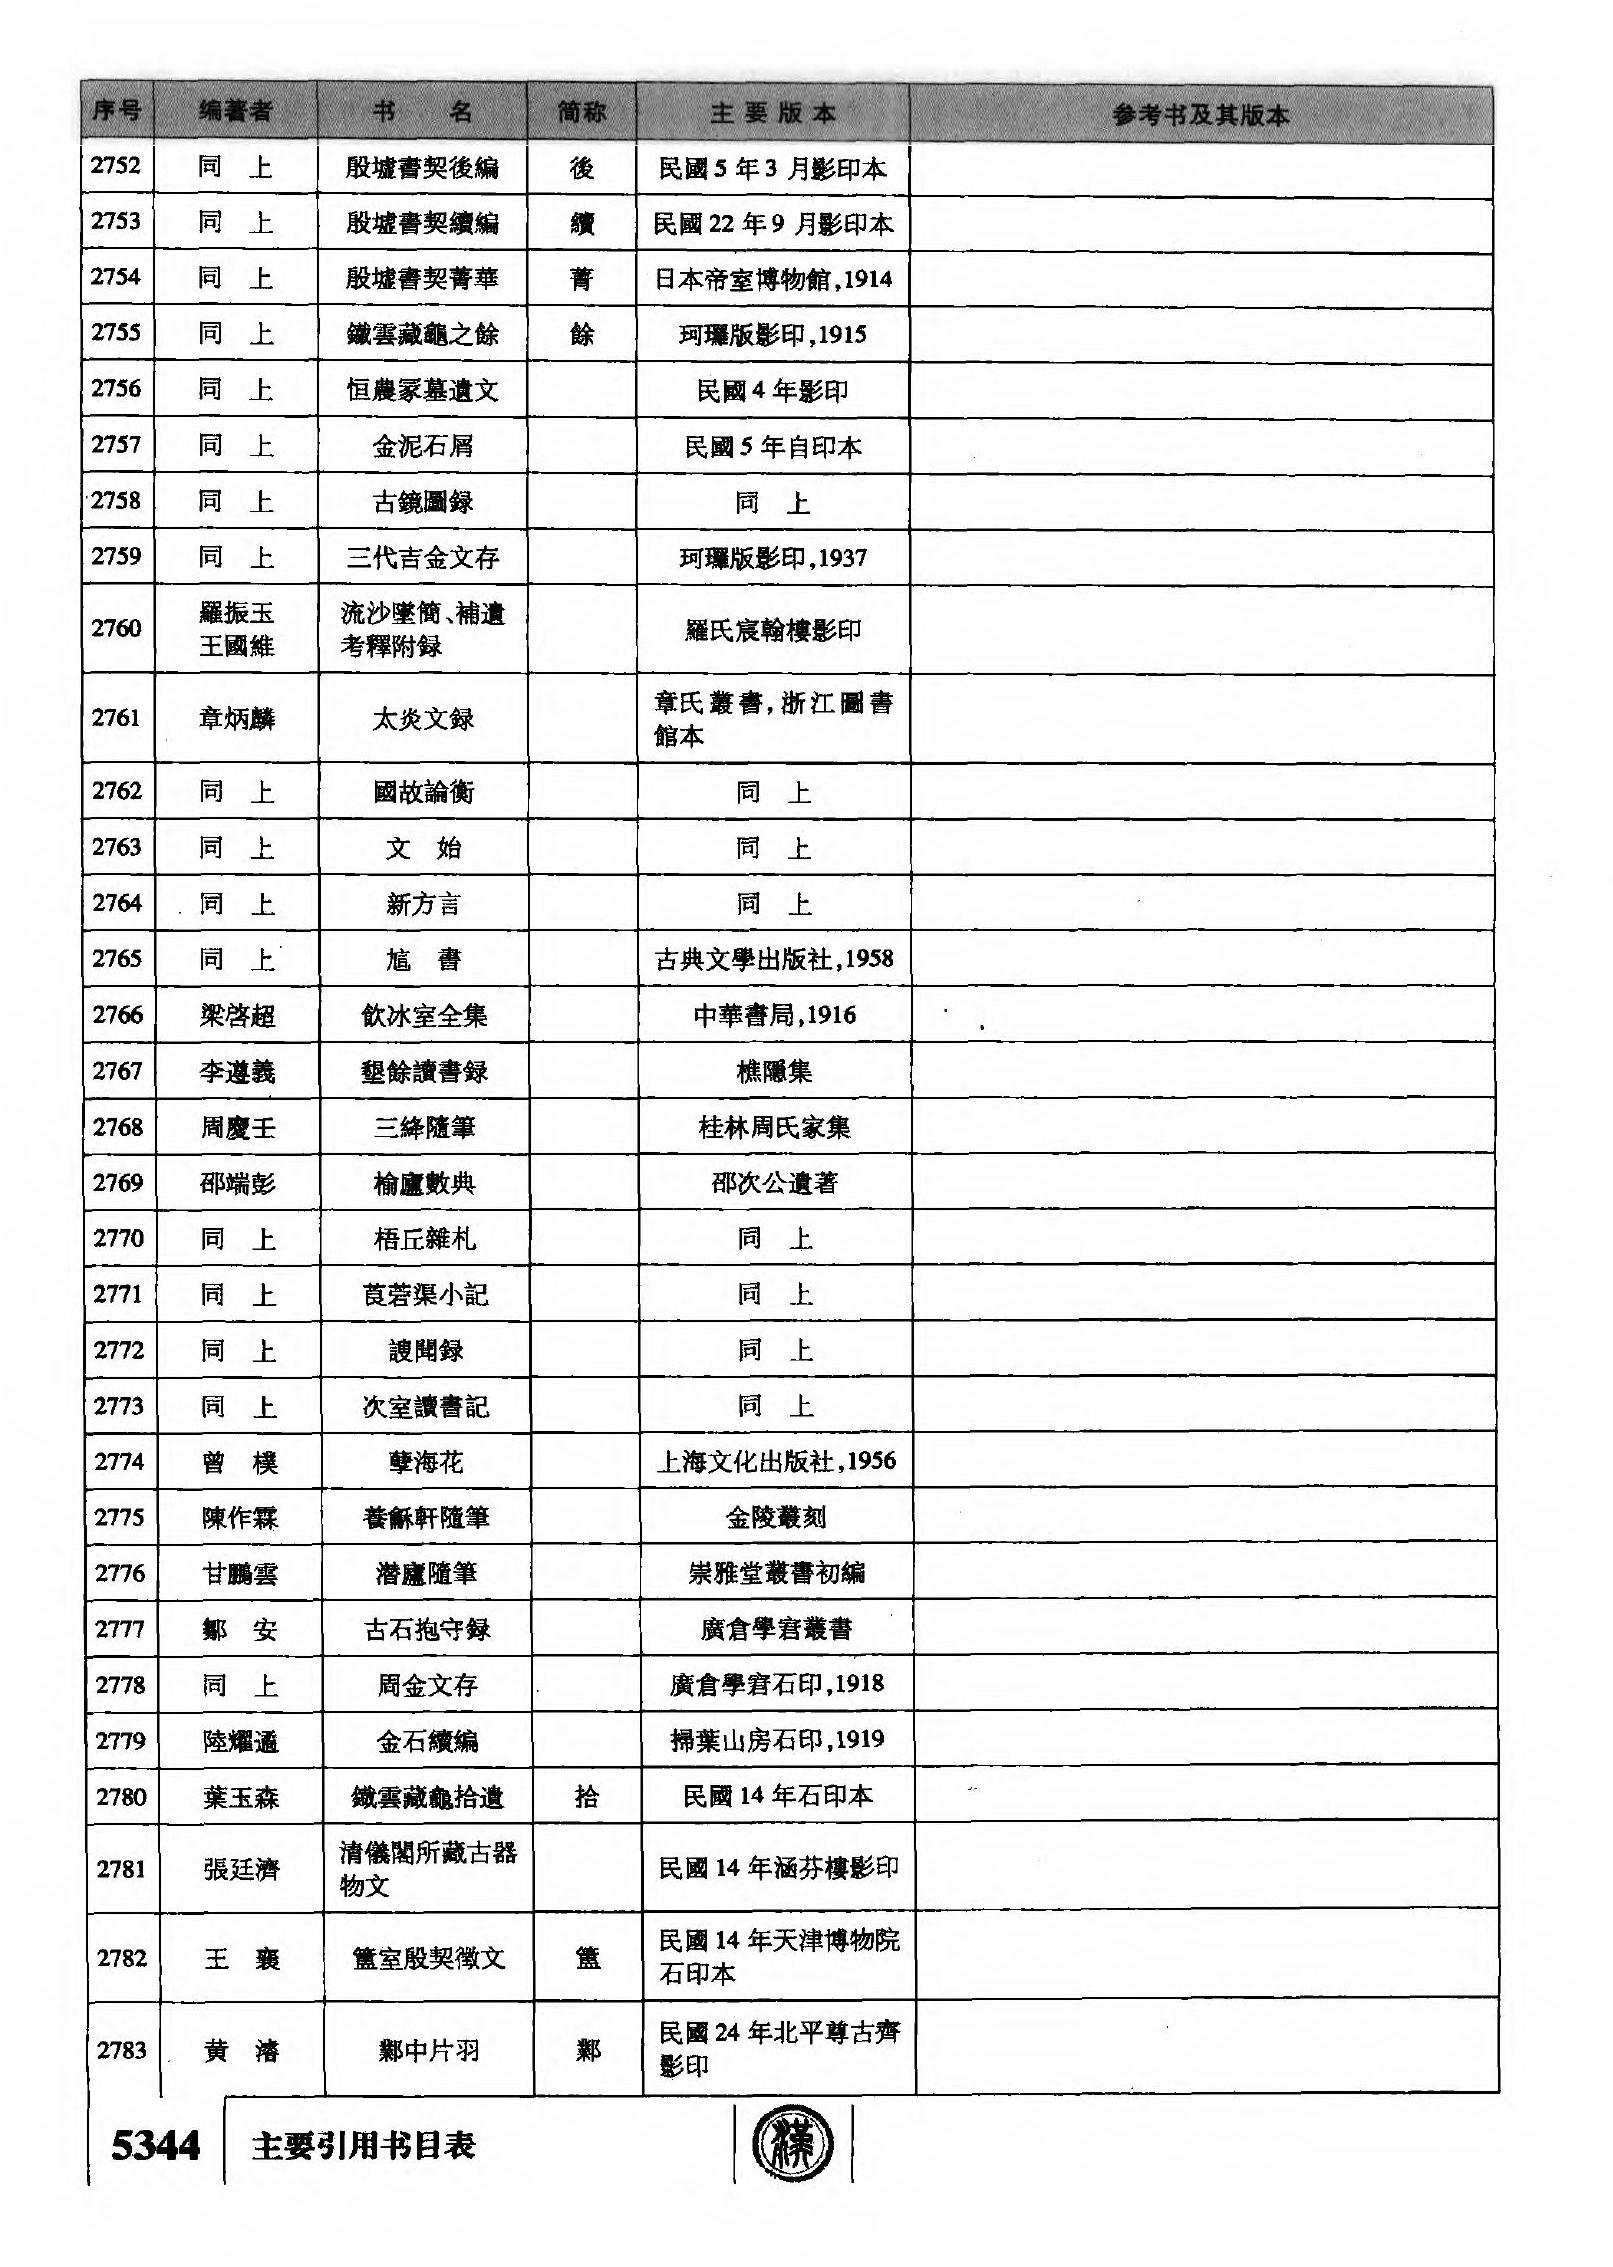 序号 编著者 书 名 简称 主要版本 参考书及其版本
2752 同 上 殷墟書契後編 後 民國5年3月影印本
2753 同 上 殷墟書契續編 續 民國22年9月影印本
2754 同 上 殷墟書契菁華 菁 日本帝室博物館,1914
2755 同 上 鐵雲藏龜之餘 餘 珂㼈版影印,1915
2756 同 上 恒農冢墓遺文 民國4年影印
2757 同 上 金泥石屑 民國5年自印本
2758 同 上 古鏡圖録 同 上
2759 同 上 三代吉金文存 珂㼈版影印,1937
2760 羅振玉 流沙墜簡、補遺 羅氏宸翰樓影印
王國維 考釋附録
2761 章炳麟 太炎文録 章氏叢書,浙江圖書
館本
2762 同 上 國故論衡 同 上
2763 同 上 文 始 同 上
2764 同 上 新方言 同 上
2765 同 上 訄 書 古典文學出版社,1958
2766 梁啓超 飲冰室全集 中華書局,1916
2767 李遵義 墾餘讀書録 樵隱集
2768 周慶壬 三絳隨筆 桂林周氏家集
2769 邵端彭 榆廬數典 邵次公遺著
2770 同 上 梧丘雜札 同 上
2771 同 上 莨菪渠小記 同 上
2772 同 上 謏聞録 同 上
2773 同 上 次室讀書記 同 上
2774 曾 樸 孽海花 上海文化出版社,1956
2775 陳作霖 養龢軒隨筆 金陵叢刻
2776 甘鵬雲 潛廬隨筆 崇雅堂叢書初編
2777 鄒 安 古石抱守録 廣倉學宭叢書
2778 同 上 周金文存 廣倉學宭石印,1918
2779 陸耀遹 金石續編 掃葉山房石印,1919
2780 葉玉森 鐵雲藏龜拾遺 拾 民國14年石印本
2781 張廷濟 清儀閣所藏古器 民國14年涵芬樓影印
物文
2782 王 襄 簠室殷契徵文 簠 民國14年天津博物院
石印本
2783 黄 濬 鄴中片羽 鄴 民國24年北平尊古齋
影印
5344 主要引用书目表 漢